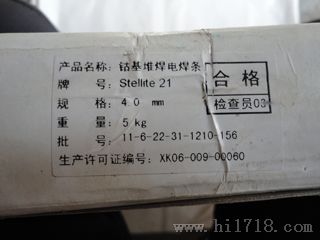 产品名称: 钴基堆焊电焊条
牌 号: Stellite 21
规 格: 4.0 mm
重 量: 5 kg
批 号: 11-6-22-31-1210-156
生产许可证编号: XK06-009-00060
合格
检查员03
www.hi1718.com